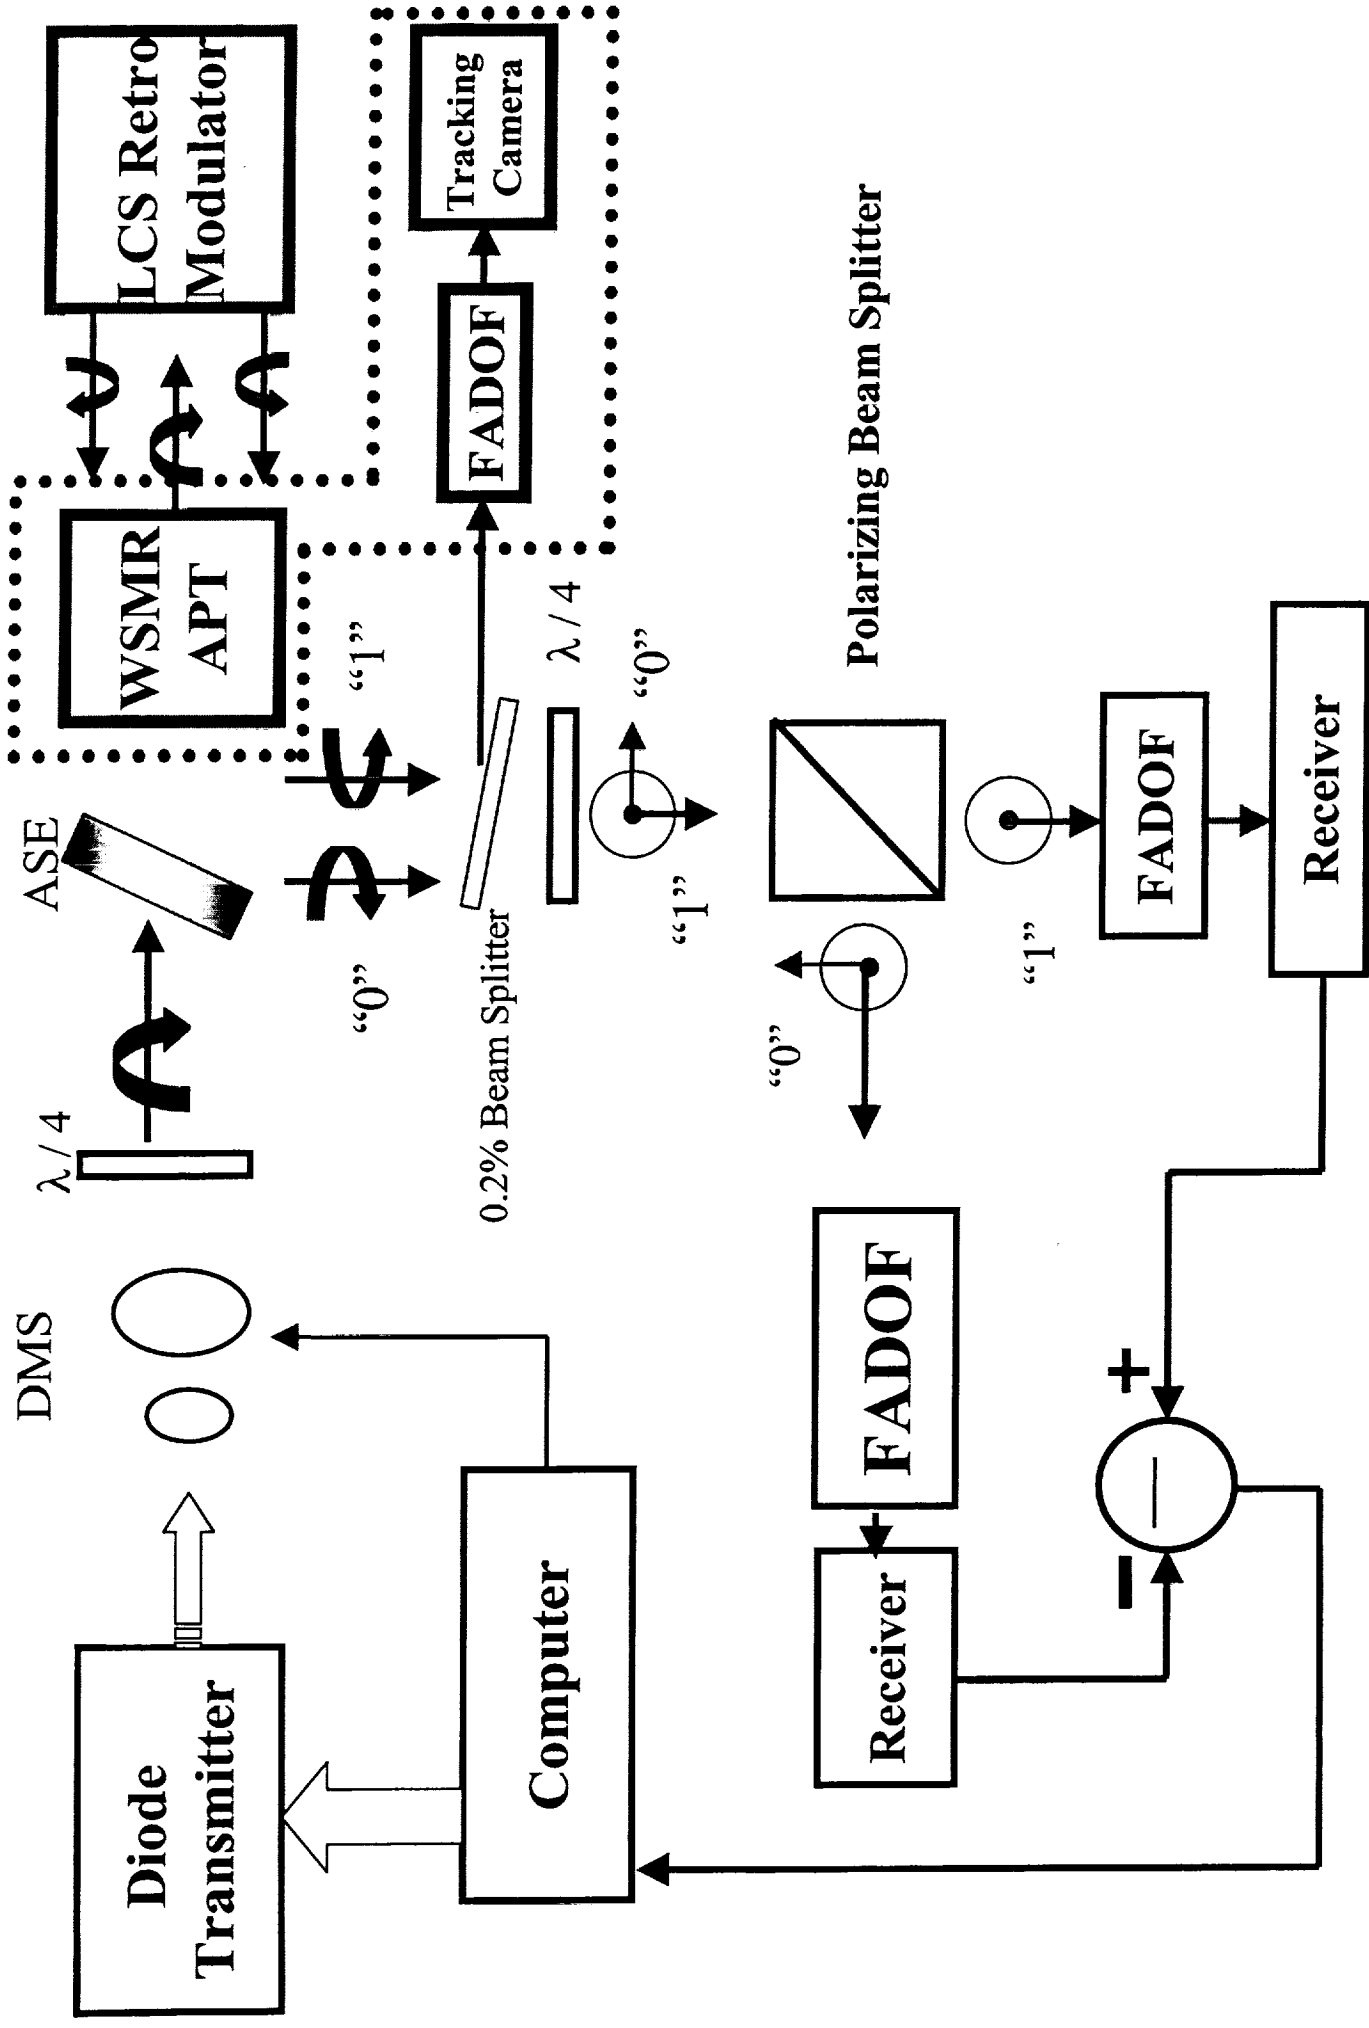 Diode
Transmitter
DMS
λ / 4
ASE
WSMR
APT
LCS Retro
Modulator
Computer
0.2% Beam Splitter
“0”
“1”
λ / 4
FADOF
Tracking
Camera
“1”
“0”
Polarizing Beam Splitter
“0”
Receiver
FADOF
“1”
FADOF
Receiver
−
+
—